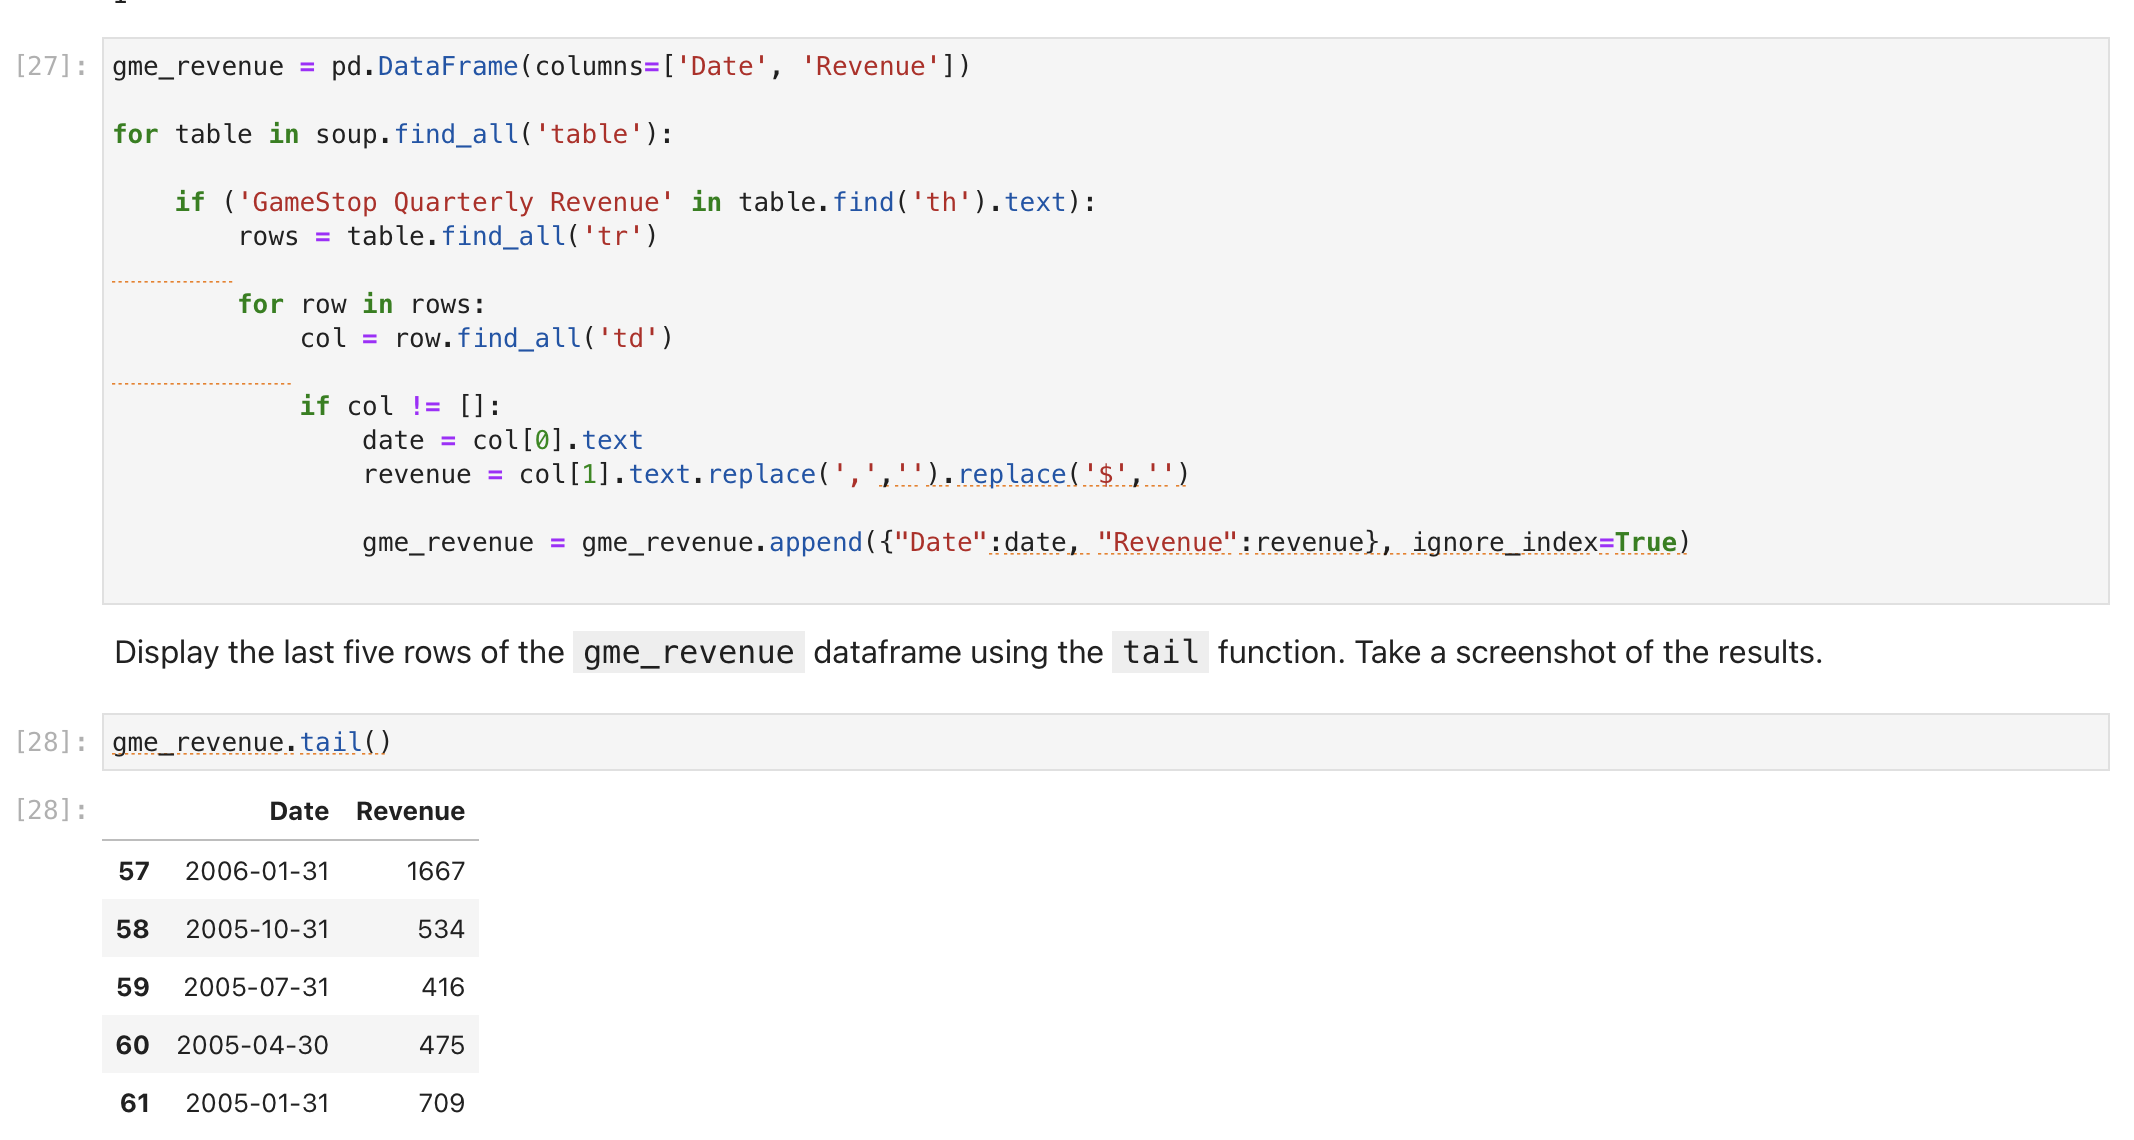 [27]: gme_revenue = pd.DataFrame(columns=['Date', 'Revenue'])
for table in soup.find_all('table'):
if ('GameStop Quarterly Revenue' in table.find('th').text):
rows = table.find_all('tr')
for row in rows:
col = row.find_all('td')
if col != []:
date = col[0].text
revenue = col[1].text.replace(',','').replace('$','')
gme_revenue = gme_revenue.append({"Date":date, "Revenue":revenue}, ignore_index=True)
Display the last five rows of the gme_revenue dataframe using the tail function. Take a screenshot of the results.
[28]: gme_revenue.tail()
[28]: Date Revenue
57 2006-01-31 1667
58 2005-10-31 534
59 2005-07-31 416
60 2005-04-30 475
61 2005-01-31 709